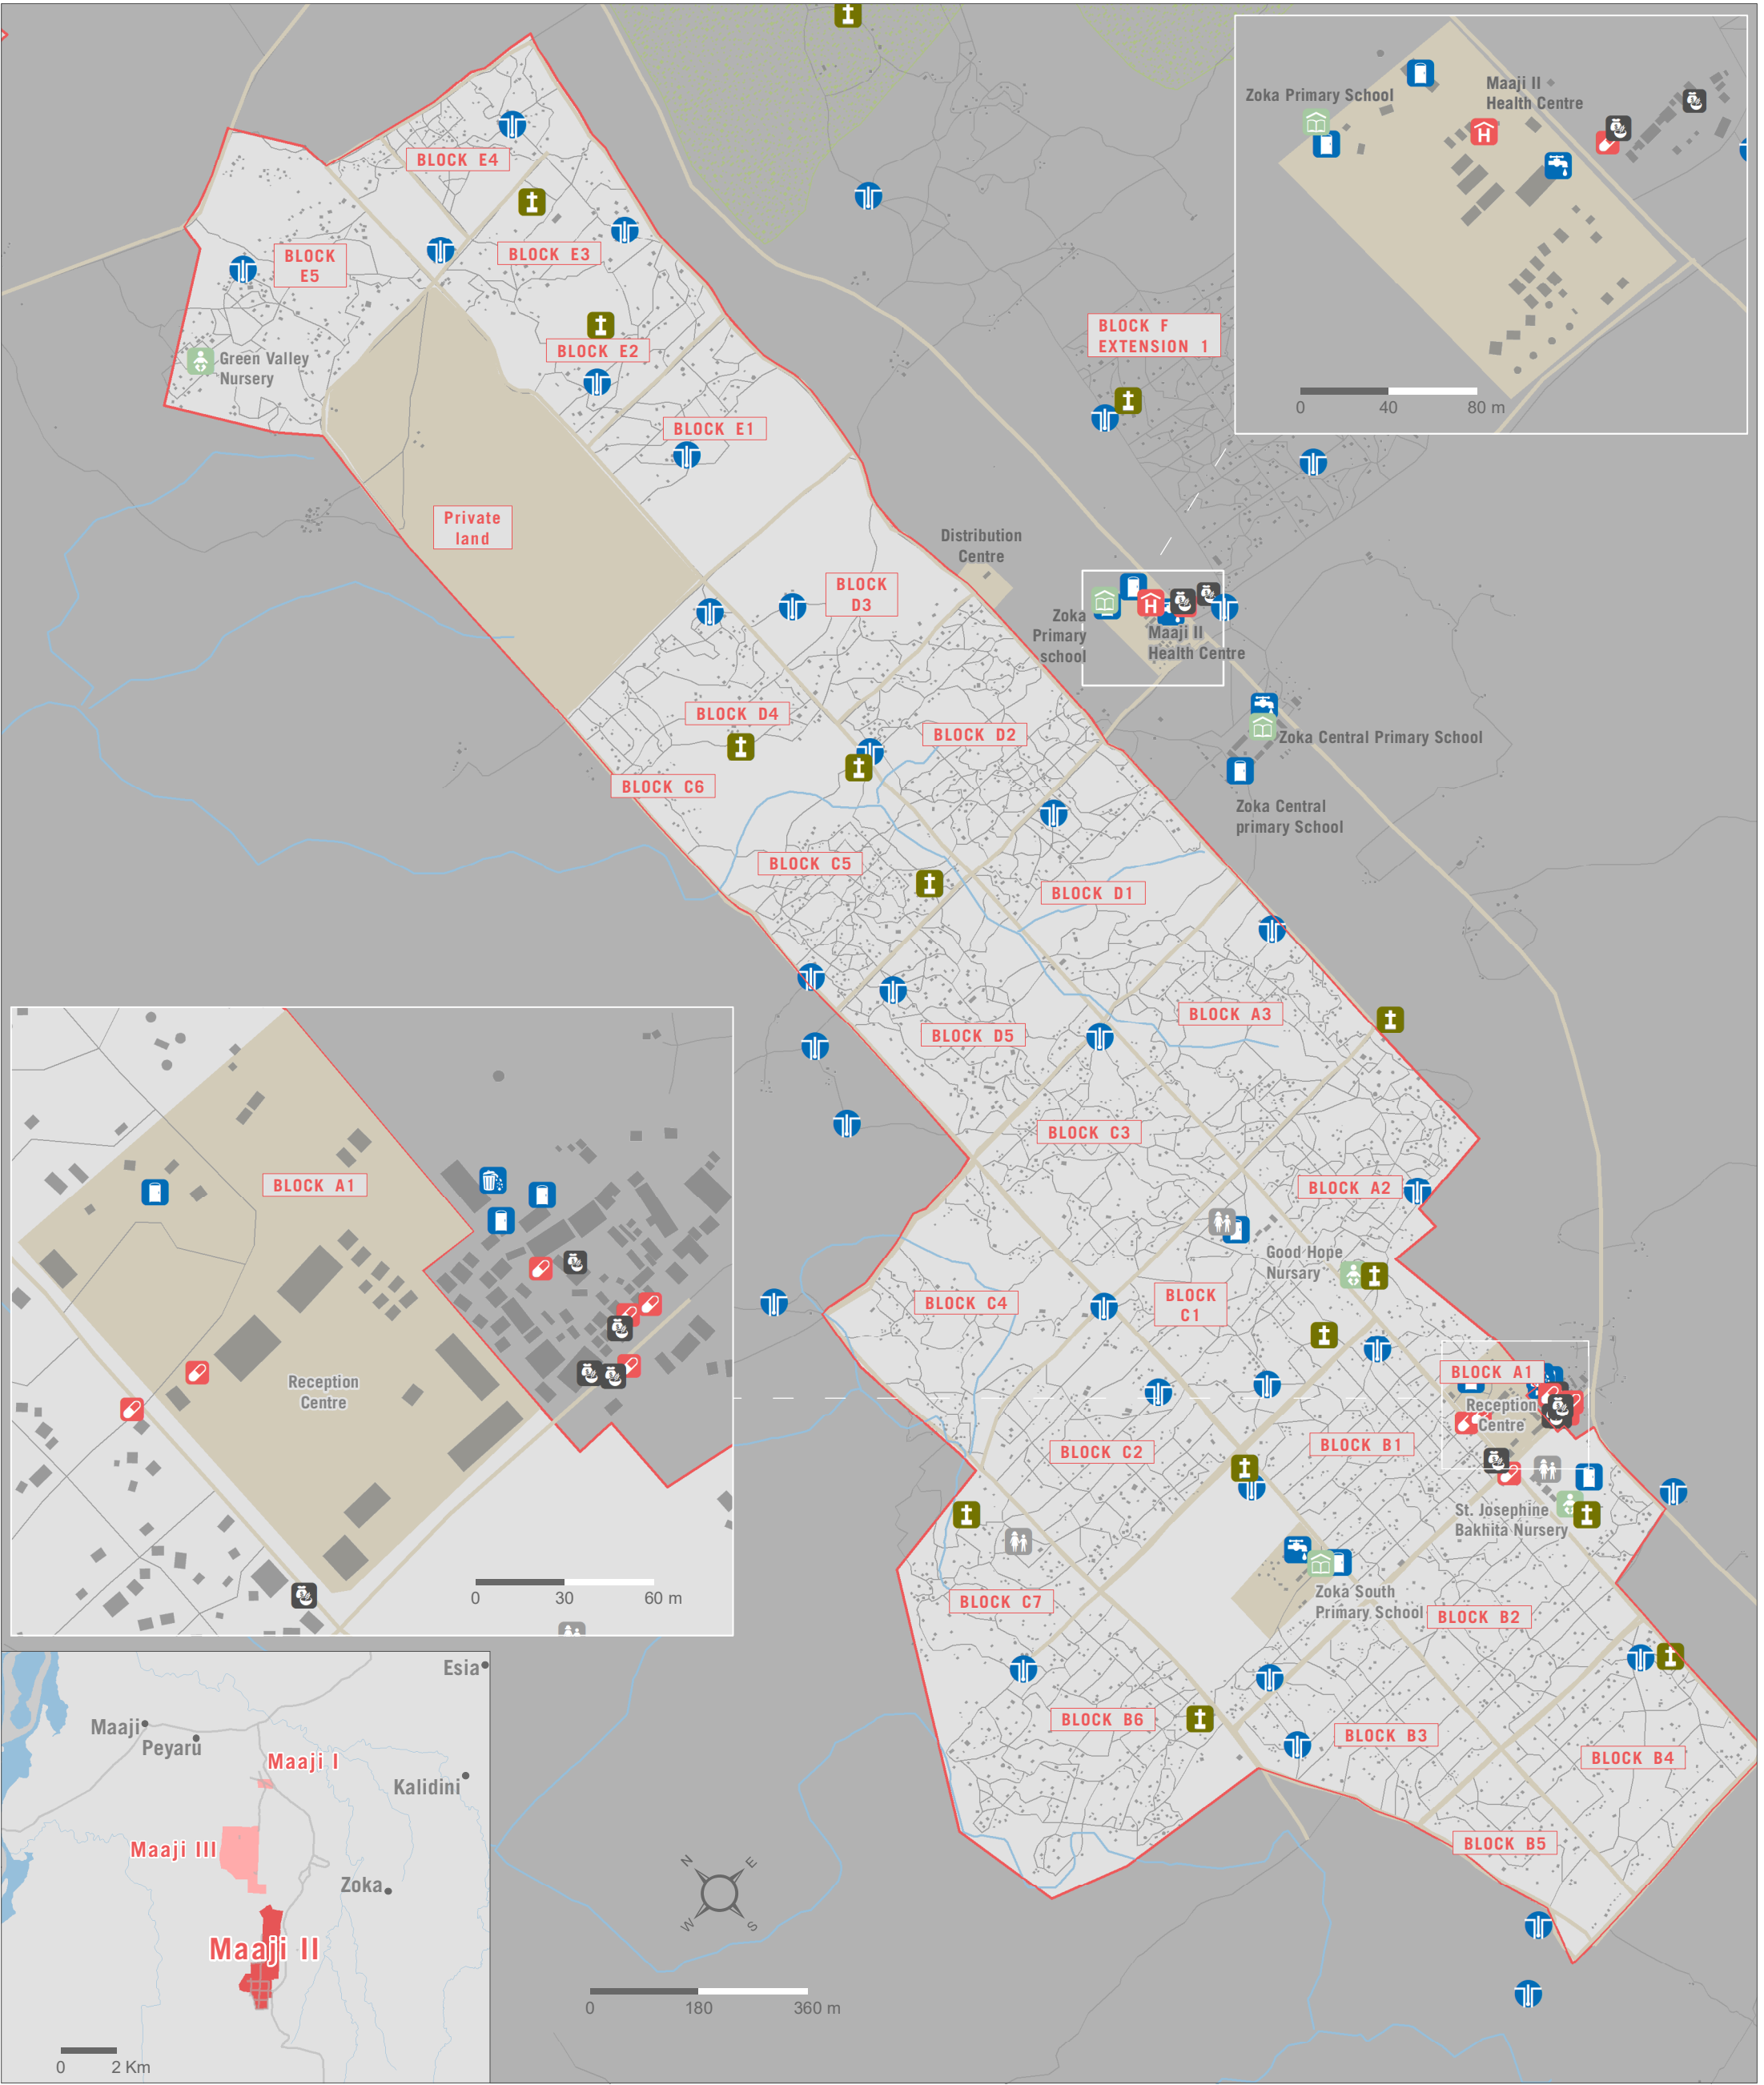 Zoka Primary School
Maaji II
Health Centre
0 40 80 m
BLOCK E4
BLOCK
E5
BLOCK E3
BLOCK F
EXTENSION 1
BLOCK E2
Green Valley
Nursery
BLOCK E1
Private
land
Distribution
Centre
BLOCK
D3
Zoka
Primary
school
Maaji II
Health Centre
BLOCK D4
BLOCK D2
Zoka Central Primary School
BLOCK C6
Zoka Central
primary School
BLOCK C5
BLOCK D1
BLOCK A3
BLOCK D5
BLOCK C3
BLOCK A2
BLOCK A1
Reception
Centre
0 30 60 m
Good Hope
Nursary
BLOCK C4
BLOCK
C1
BLOCK A1
Reception
Centre
BLOCK C2
BLOCK B1
St. Josephine
Bakhita Nursery
BLOCK C7
Zoka South
Primary School
BLOCK B2
BLOCK B6
BLOCK B3
BLOCK B4
BLOCK B5
Esia
Maaji
Peyaru
Maaji I
Kalidini
Maaji III
Zoka
Maaji II
0 2 Km
N E
W S
0 180 360 m